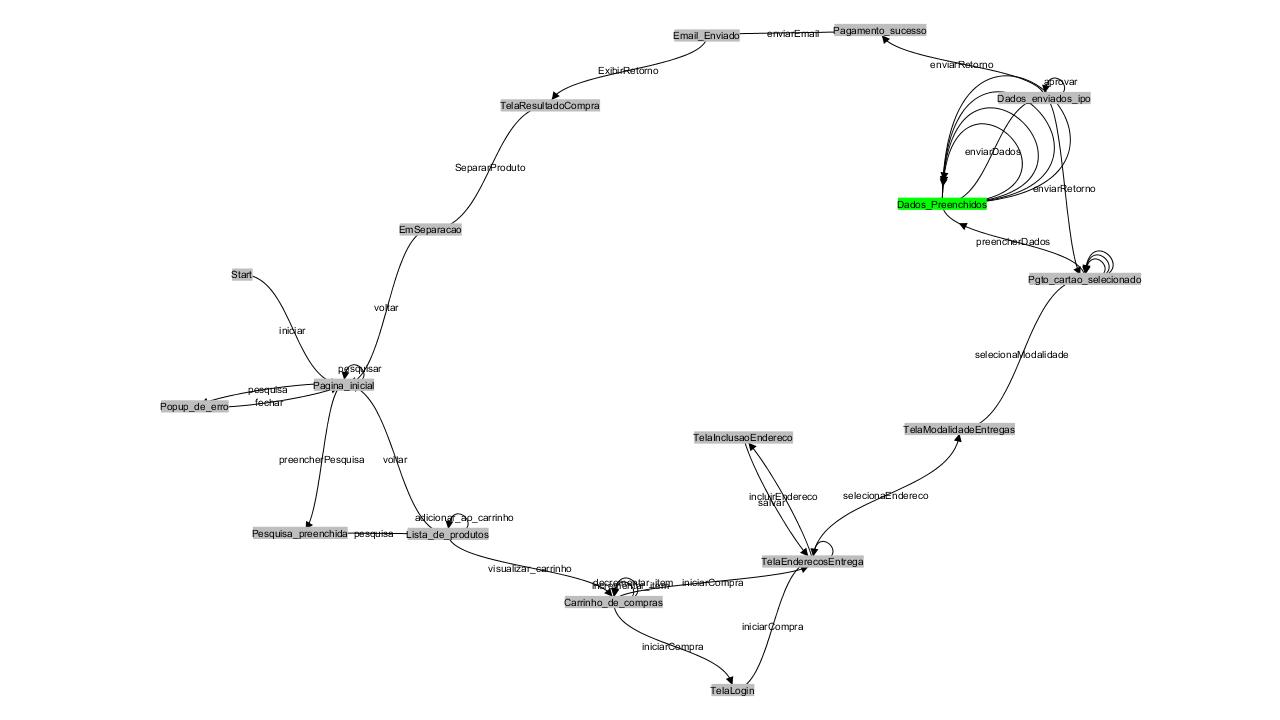 Pagamento_sucesso
Email_Enviado
enviarEmail
enviarRetorno
ExibirRetorno
aprovar
Dados_enviados_ipo
TelaResultadoCompra
enviarDados
SepararProduto
enviarRetorno
Dados_Preenchidos
EmSeparacao
preencherDados
Start
Pgto_cartao_selecionado
voltar
iniciar
selecionaModalidade
pesquisar
Pagina_inicial
pesquisa
fechar
Popup_de_erro
TelaModalidadeEntregas
TelaInclusaoEndereco
preencherPesquisa
voltar
incluirEndereco
selecionaEndereco
salvar
adicionar_ao_carrinho
Pesquisa_preenchida
pesquisa
Lista_de_produtos
TelaEnderecosEntrega
visualizar_carrinho
decrementar_item
iniciarCompra
incrementar_item
Carrinho_de_compras
iniciarCompra
iniciarCompra
TelaLogin